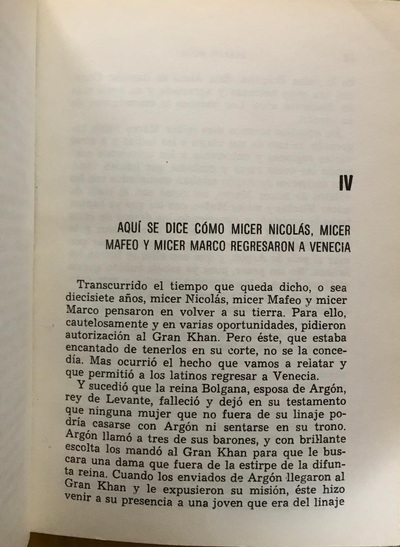 IV
AQUÍ SE DICE CÓMO MICER NICOLÁS, MICER
MAFEO Y MICER MARCO REGRESARON A VENECIA
Transcurrido el tiempo que queda dicho, o sea
diecisiete años, micer Nicolás, micer Mafeo y micer
Marco pensaron en volver a su tierra. Para ello,
cautelosamente y en varias oportunidades, pidieron
autorización al Gran Khan. Pero éste, que estaba
encantado de tenerlos en su corte, no se la conce-
día. Mas ocurrió el hecho que vamos a relatar y
que permitió a los latinos regresar a Venecia.
Y sucedió que la reina Bolgana, esposa de Argón,
rey de Levante, falleció y dejó en su testamento
que ninguna mujer que no fuera de su linaje po-
dría casarse con Argón ni sentarse en su trono.
Argón llamó a tres de sus barones, y con brillante
escolta los mandó al Gran Khan para que le bus-
cara una dama que fuera de la estirpe de la difun-
ta reina. Cuando los enviados de Argón llegaron al
Gran Khan y le expusieron su misión, éste hizo
venir a su presencia a una joven que era del linaje